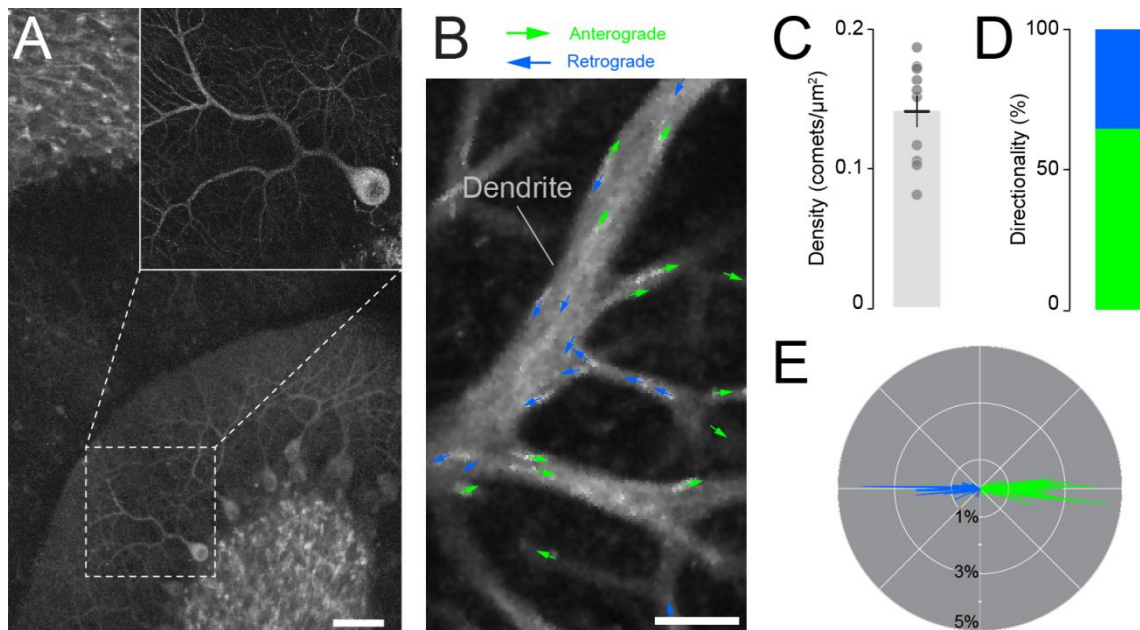 A
B
Anterograde
Retrograde
Dendrite
C
0.2
0.1
0
Density (comets/µm²)
D
100
50
0
Directionality (%)
E
1%
3%
5%